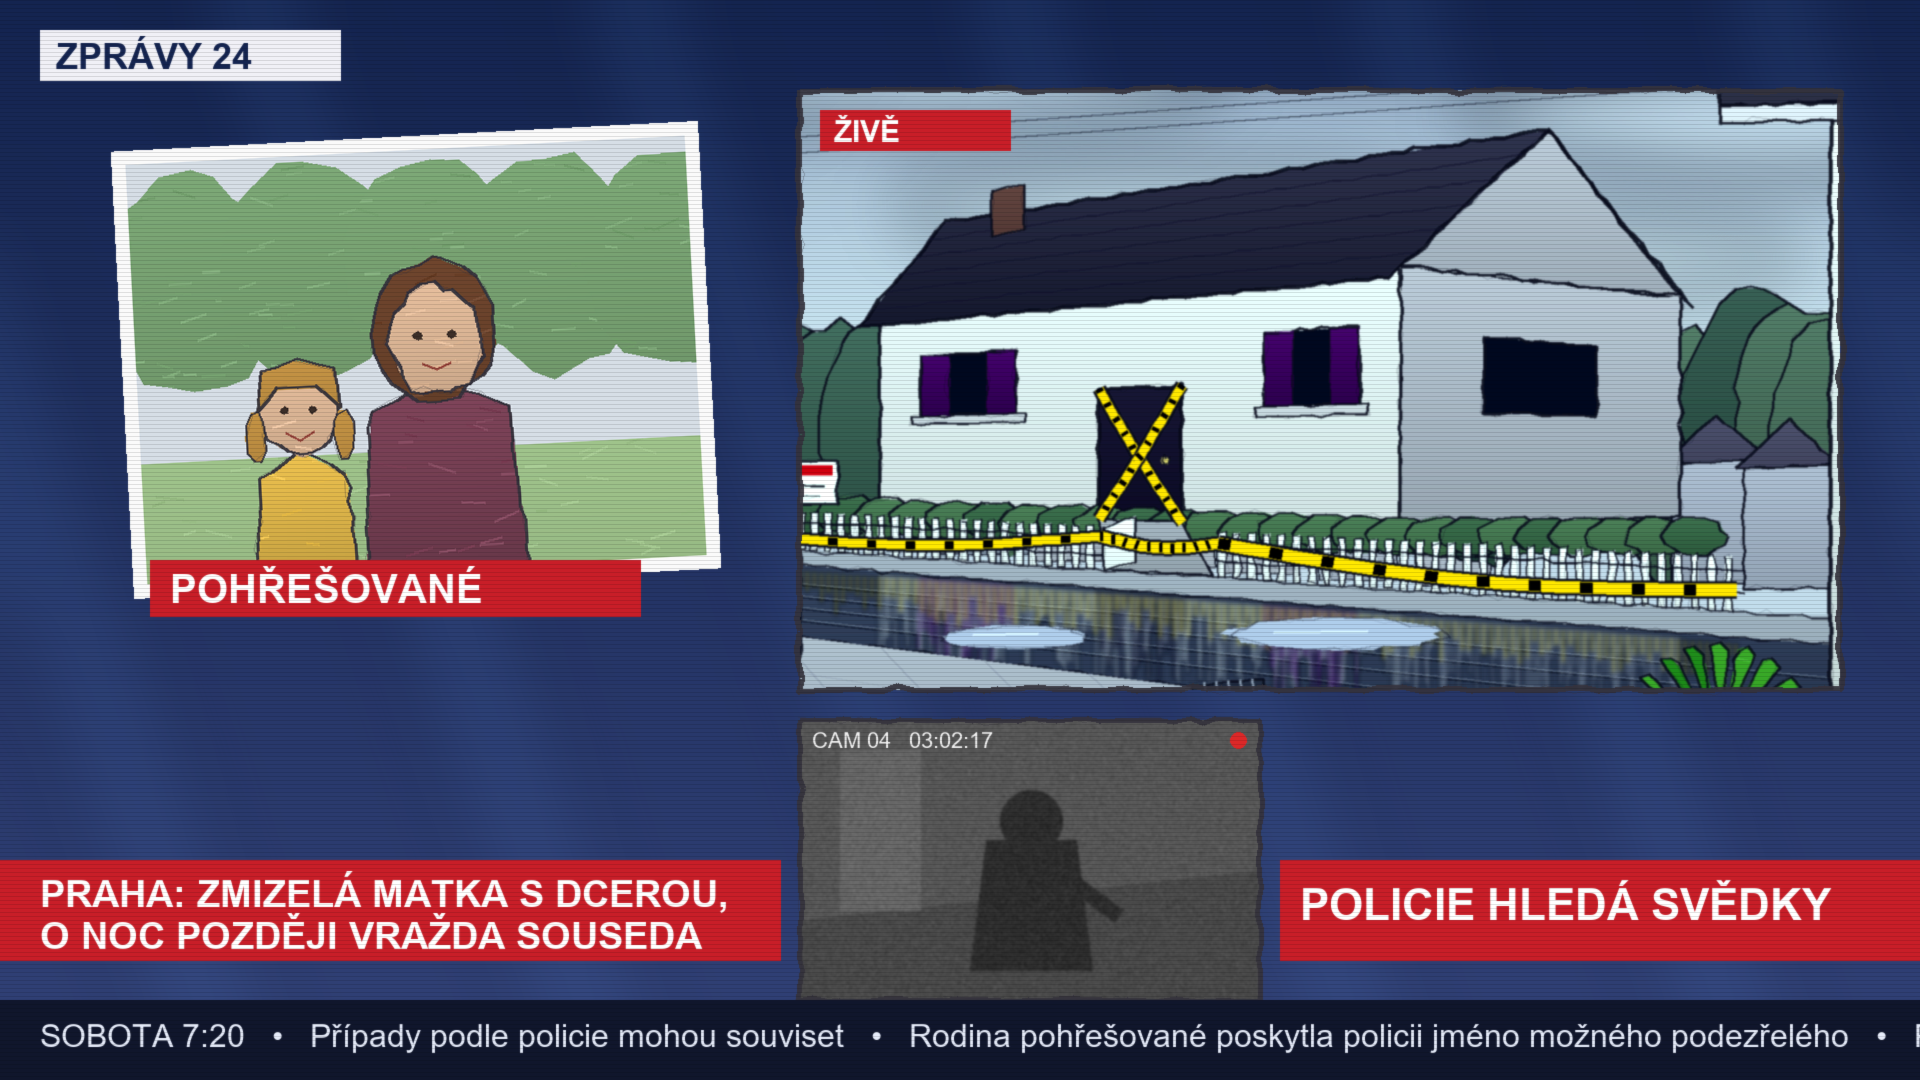 ZPRÁVY 24
ŽIVĚ
POHŘEŠOVANÉ
CAM 04 03:02:17
PRAHA: ZMIZELÁ MATKA S DCEROU,
O NOC POZDĚJI VRAŽDA SOUSEDA
POLICIE HLEDÁ SVĚDKY
SOBOTA 7:20 • Případy podle policie mohou souviset • Rodina pohřešované poskytla policii jméno možného podezřelého •